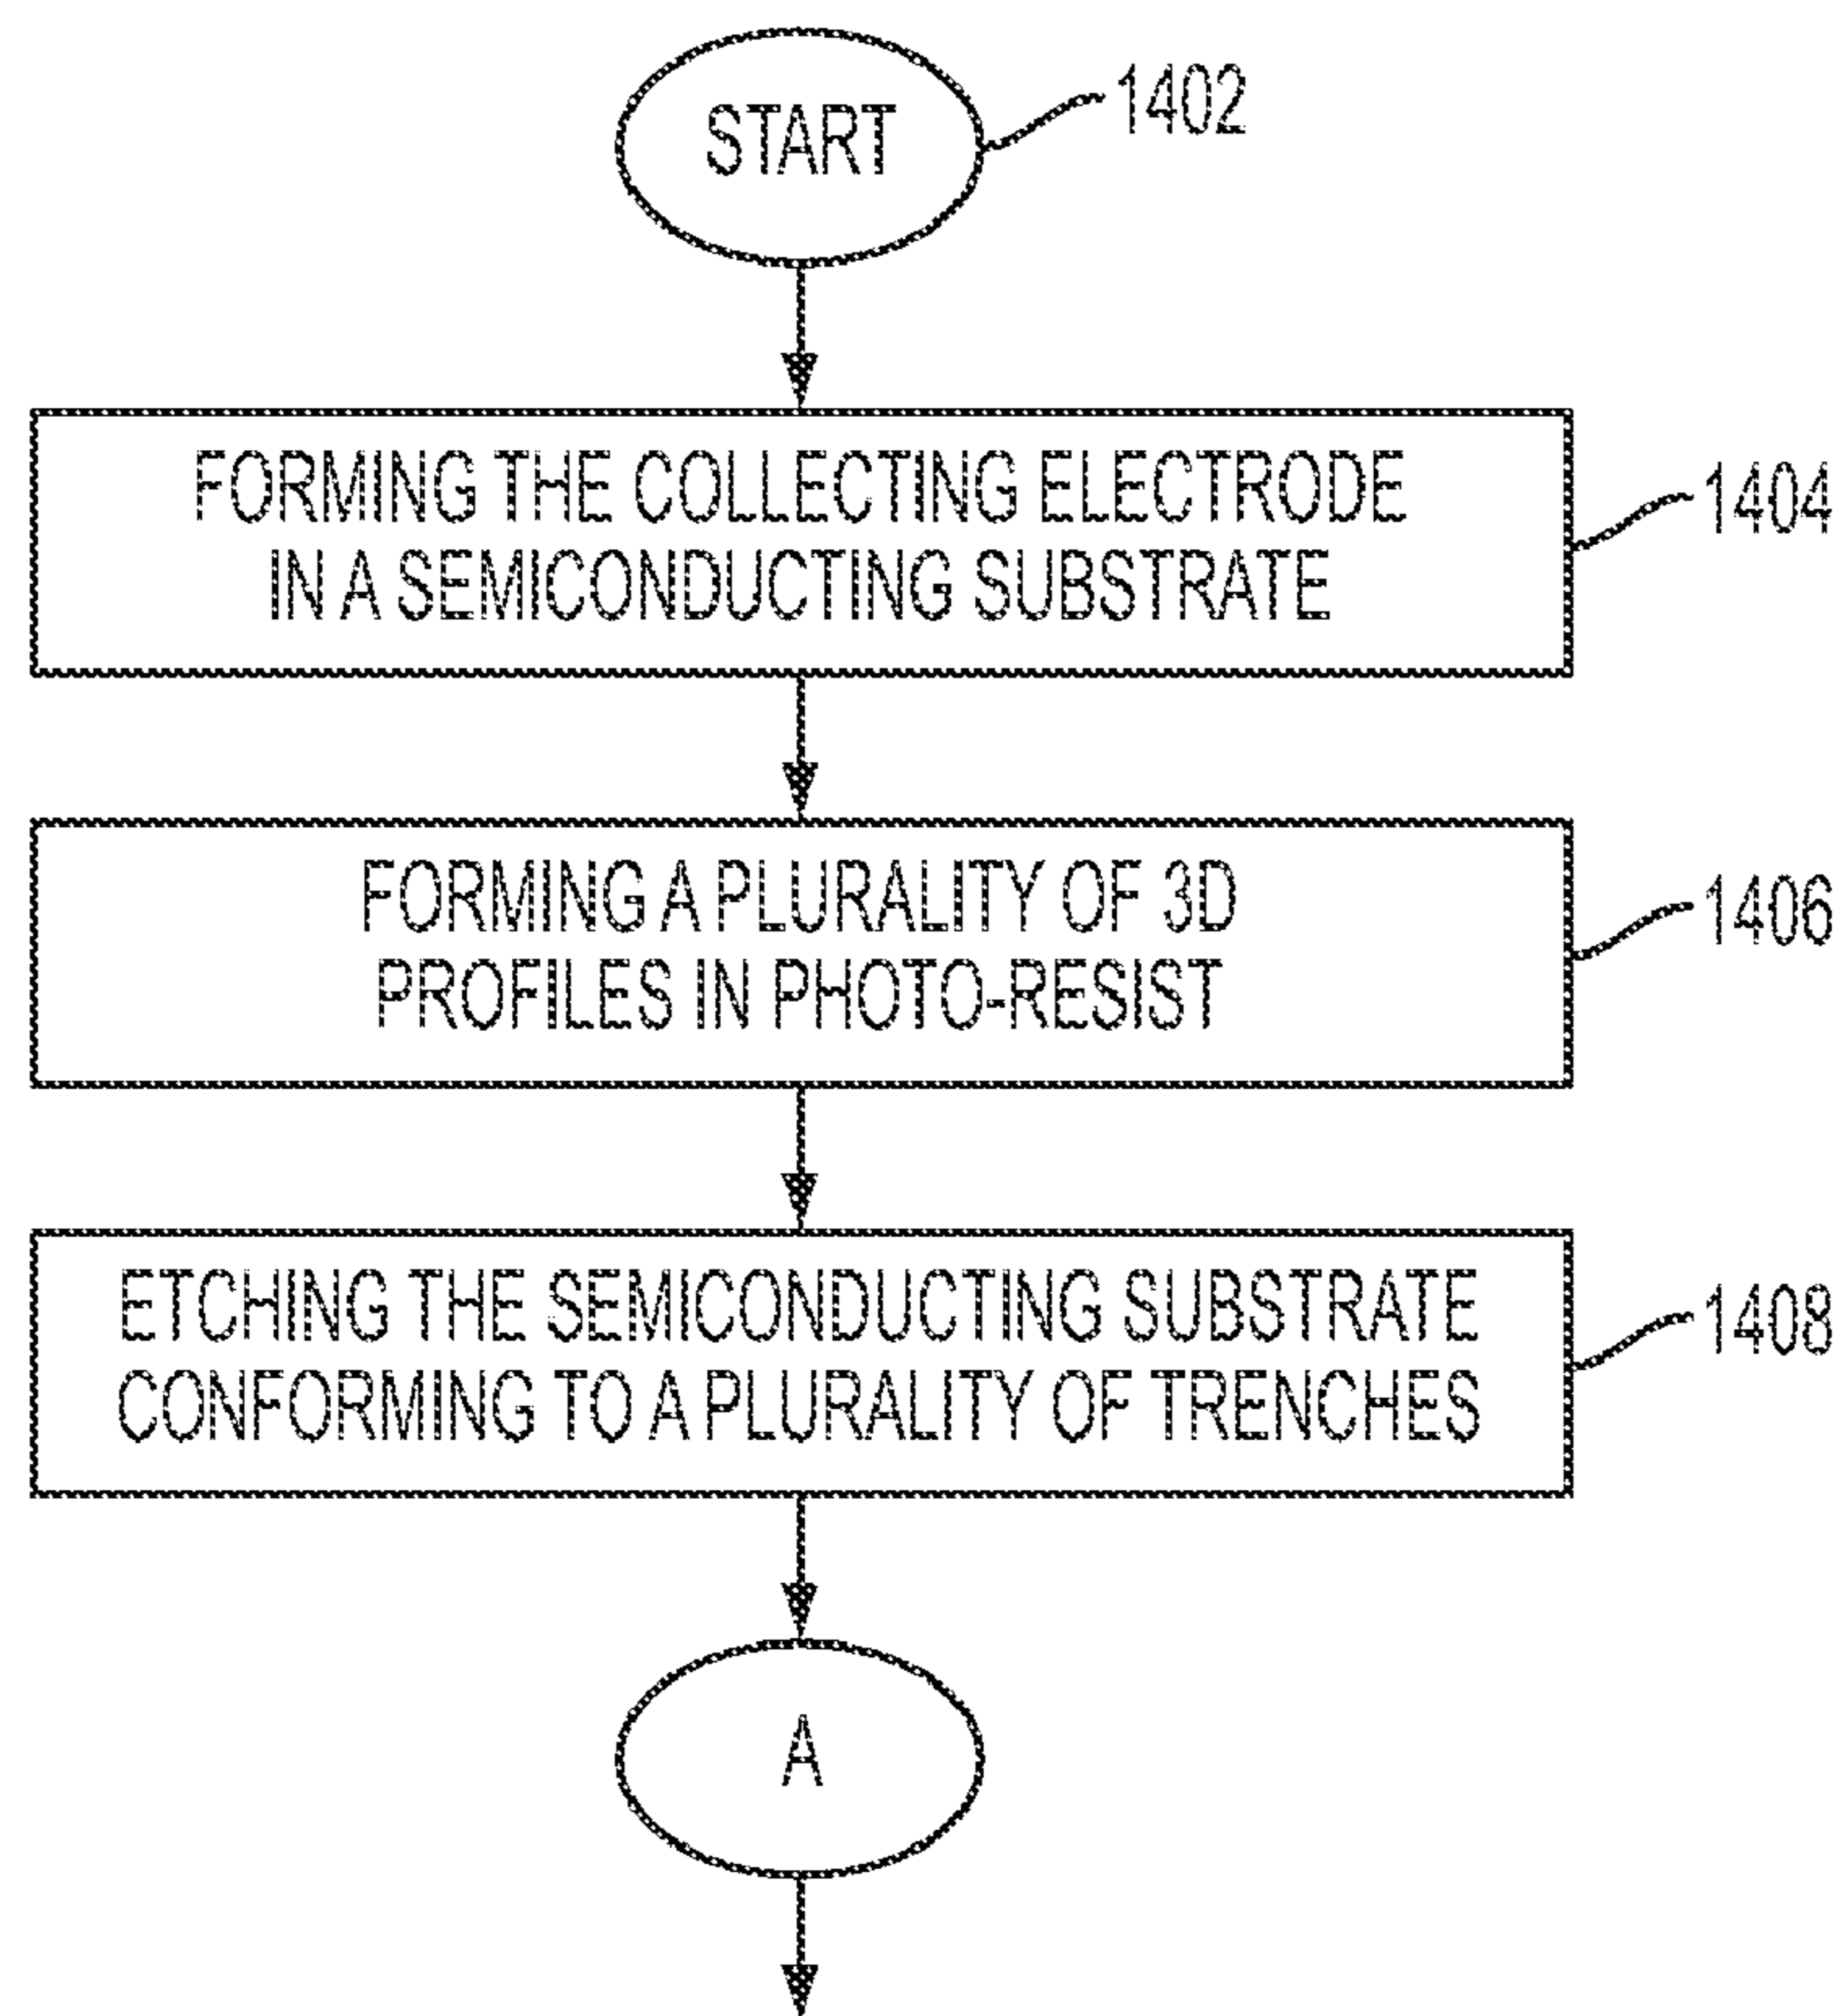 START
1402
FORMING THE COLLECTING ELECTRODE
IN A SEMICONDUCTING SUBSTRATE
1404
FORMING A PLURALITY OF 3D
PROFILES IN PHOTO-RESIST
1406
ETCHING THE SEMICONDUCTING SUBSTRATE
CONFORMING TO A PLURALITY OF TRENCHES
1408
A